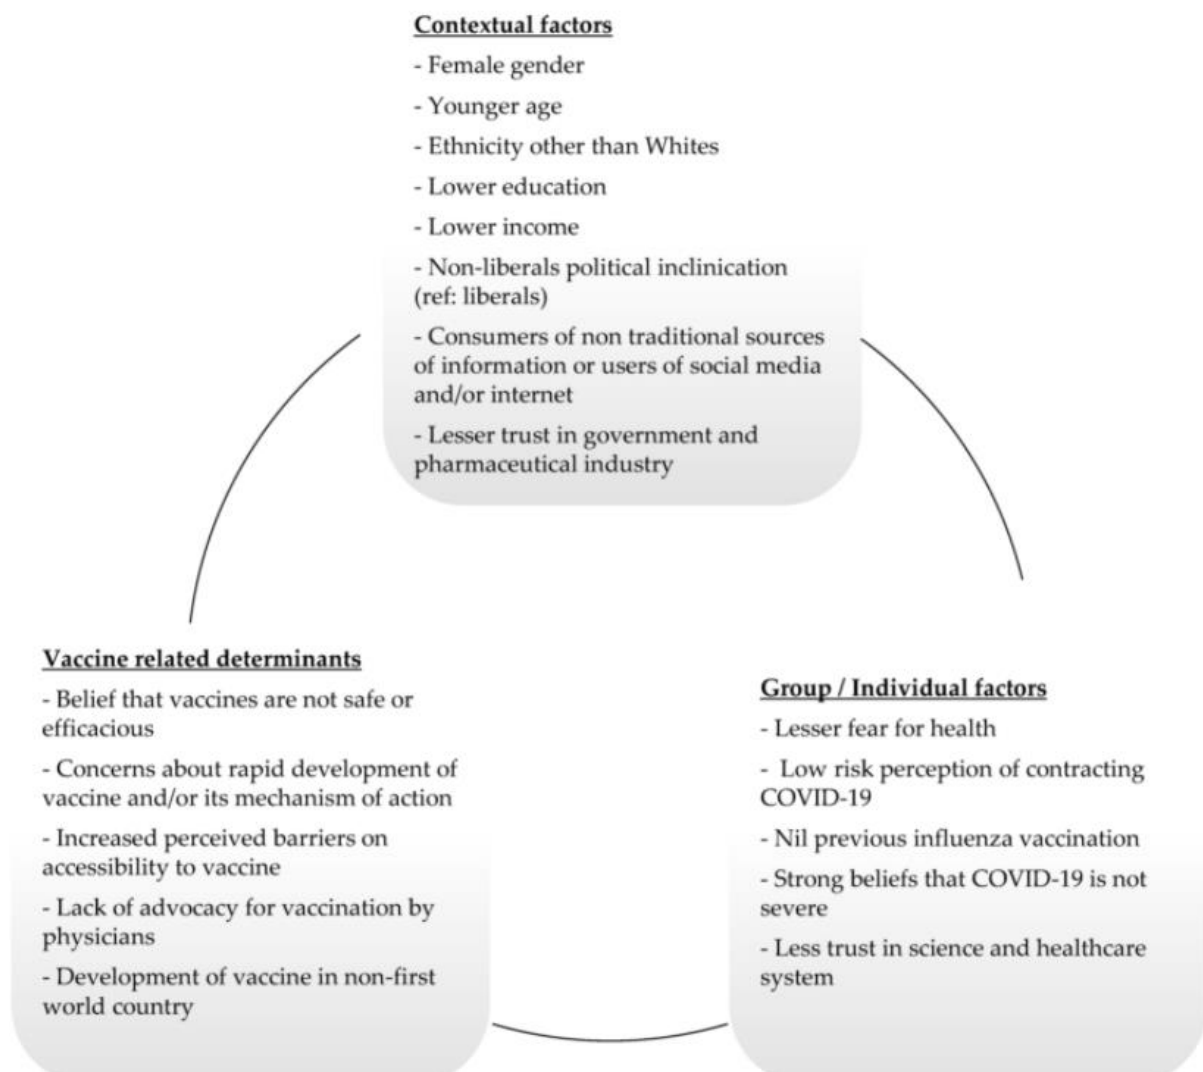 Contextual factors
- Female gender
- Younger age
- Ethnicity other than Whites
- Lower education
- Lower income
- Non-liberals political inclinication
(ref: liberals)
- Consumers of non traditional sources
of information or users of social media
and/or internet
- Lesser trust in government and
pharmaceutical industry
Vaccine related determinants
- Belief that vaccines are not safe or
efficacious
- Concerns about rapid development of
vaccine and/or its mechanism of action
- Increased perceived barriers on
accessibility to vaccine
- Lack of advocacy for vaccination by
physicians
- Development of vaccine in non-first
world country
Group / Individual factors
- Lesser fear for health
- Low risk perception of contracting
COVID-19
- Nil previous influenza vaccination
- Strong beliefs that COVID-19 is not
severe
- Less trust in science and healthcare
system